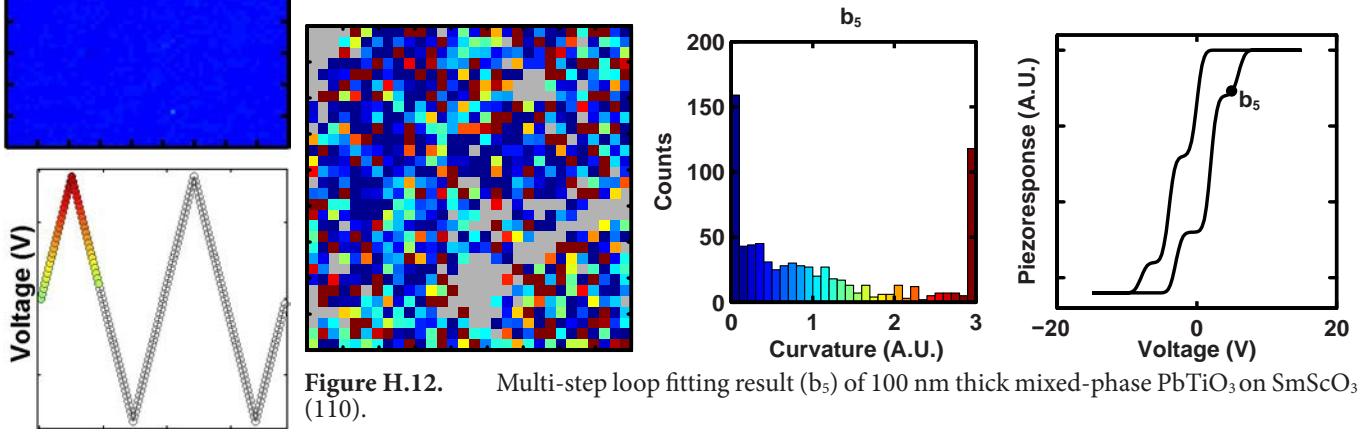 Voltage (V)
b₅
200
150
100
50
0
Counts
0
1
2
3
Curvature (A.U.)
Piezoresponse (A.U.)
b₅
−20
0
20
Voltage (V)
Figure H.12. Multi-step loop fitting result (b₅) of 100 nm thick mixed-phase PbTiO₃ on SmScO₃
(110).